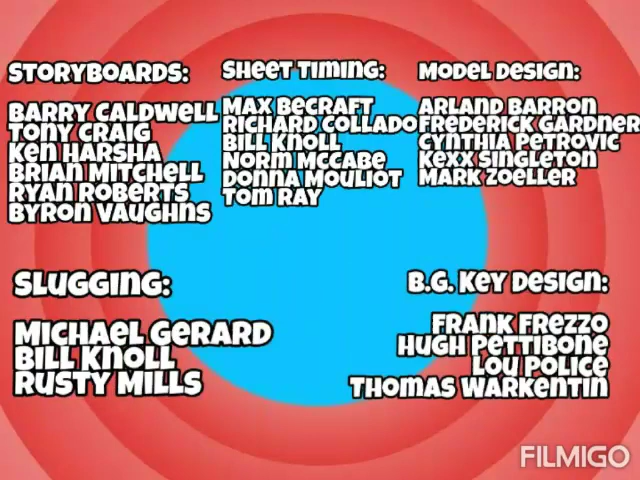 Storyboards:
Barry Caldwell
Tony Craig
Ken Harsha
Brian Mitchell
Ryan Roberts
Byron Vaughns
Sheet Timing:
Max Becraft
Richard Collado
Bill Knoll
Norm McCabe
Donna Mouliot
Tom Ray
Model Design:
Arland Barron
Frederick Gardner
Cynthia Petrovic
Kexx Singleton
Mark Zoeller
Slugging:
Michael Gerard
Bill Knoll
Rusty Mills
B.G. Key Design:
Frank Frezzo
Hugh Pettibone
Lou Police
Thomas Warkentin
FILMIGO